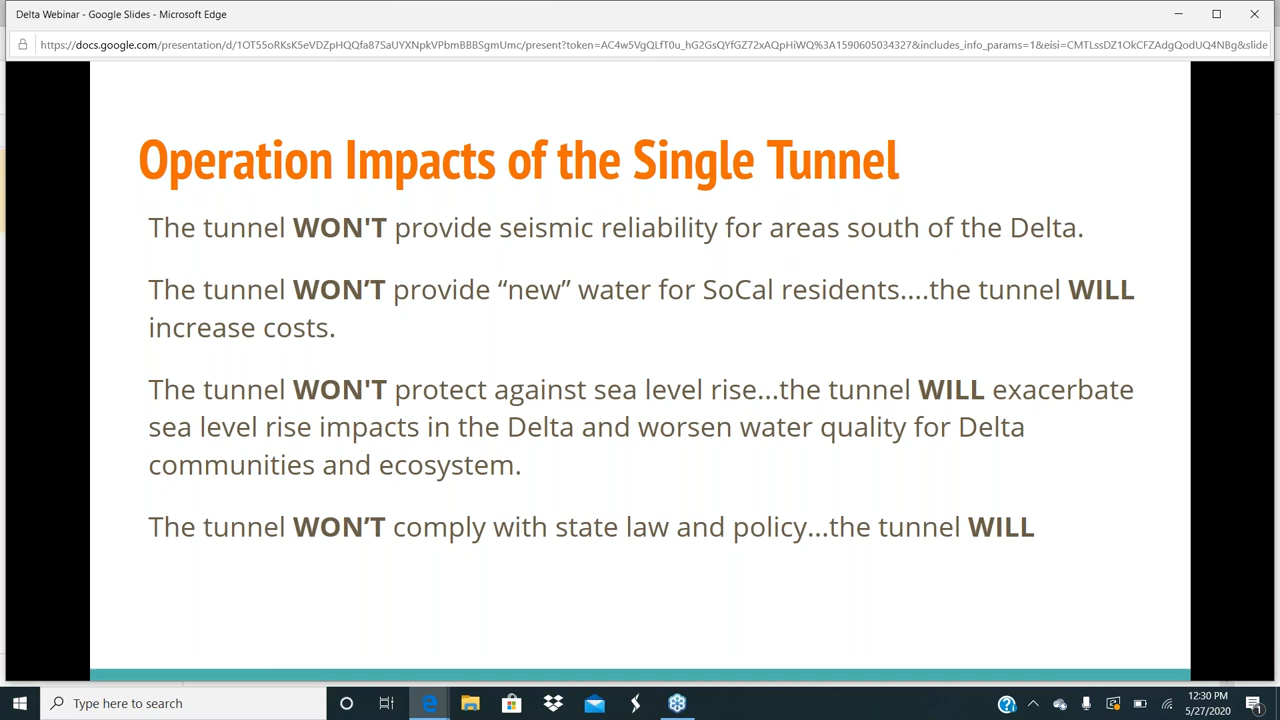 Delta Webinar - Google Slides - Microsoft Edge
https://docs.google.com/presentation/d/1OT55oRKsK5eVDZpHQQfa87SaUYXNpkVPbmBBBSgmUmc/present?token=AC4w5VgQLfT0u_hG2GsQYfGZ72xAQpHiWQ%3A1590605034327&includes_info_params=1&eisi=CMTLssDZ1OkCFZAdgQodUQ4NBg&slide
Operation Impacts of the Single Tunnel
The tunnel WON'T provide seismic reliability for areas south of the Delta.
The tunnel WON’T provide “new” water for SoCal residents....the tunnel WILL
increase costs.
The tunnel WON'T protect against sea level rise...the tunnel WILL exacerbate
sea level rise impacts in the Delta and worsen water quality for Delta
communities and ecosystem.
The tunnel WON’T comply with state law and policy...the tunnel WILL
Type here to search
12:30 PM
5/27/2020
1